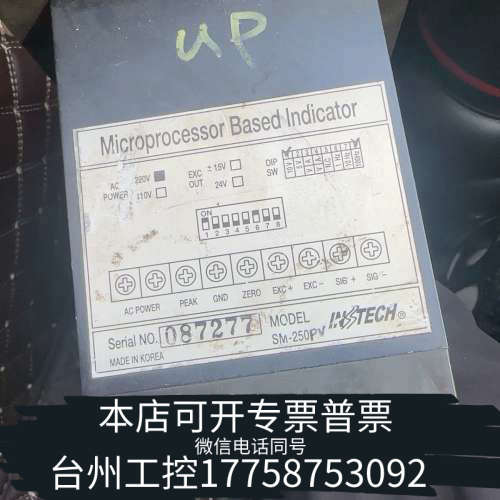 UP
Microprocessor Based Indicator
AC POWER 220V 110V
EXC OUT ±15V 24V
DIP SW 10V 5V
ON
1 2 3 4 5 6 7 8
AC POWER PEAK GND ZERO EXC+ EXC- SIG+ SIG-
Serial NO. 087277 MODEL SM-250PV INSTECH®
MADE IN KOREA
本店可开专票普票
微信电话同号
台州工控17758753092